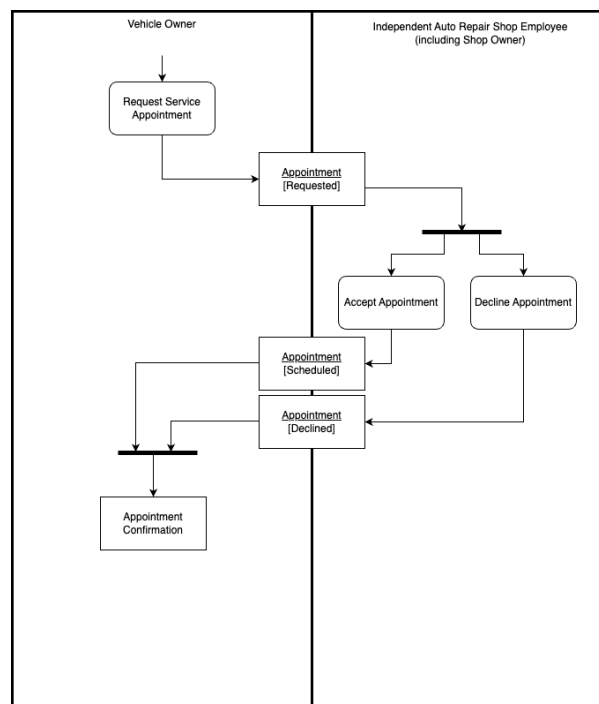 Vehicle Owner
Independent Auto Repair Shop Employee
(including Shop Owner)
Request Service
Appointment
Appointment
[Requested]
Accept Appointment
Decline Appointment
Appointment
[Scheduled]
Appointment
[Declined]
Appointment
Confirmation